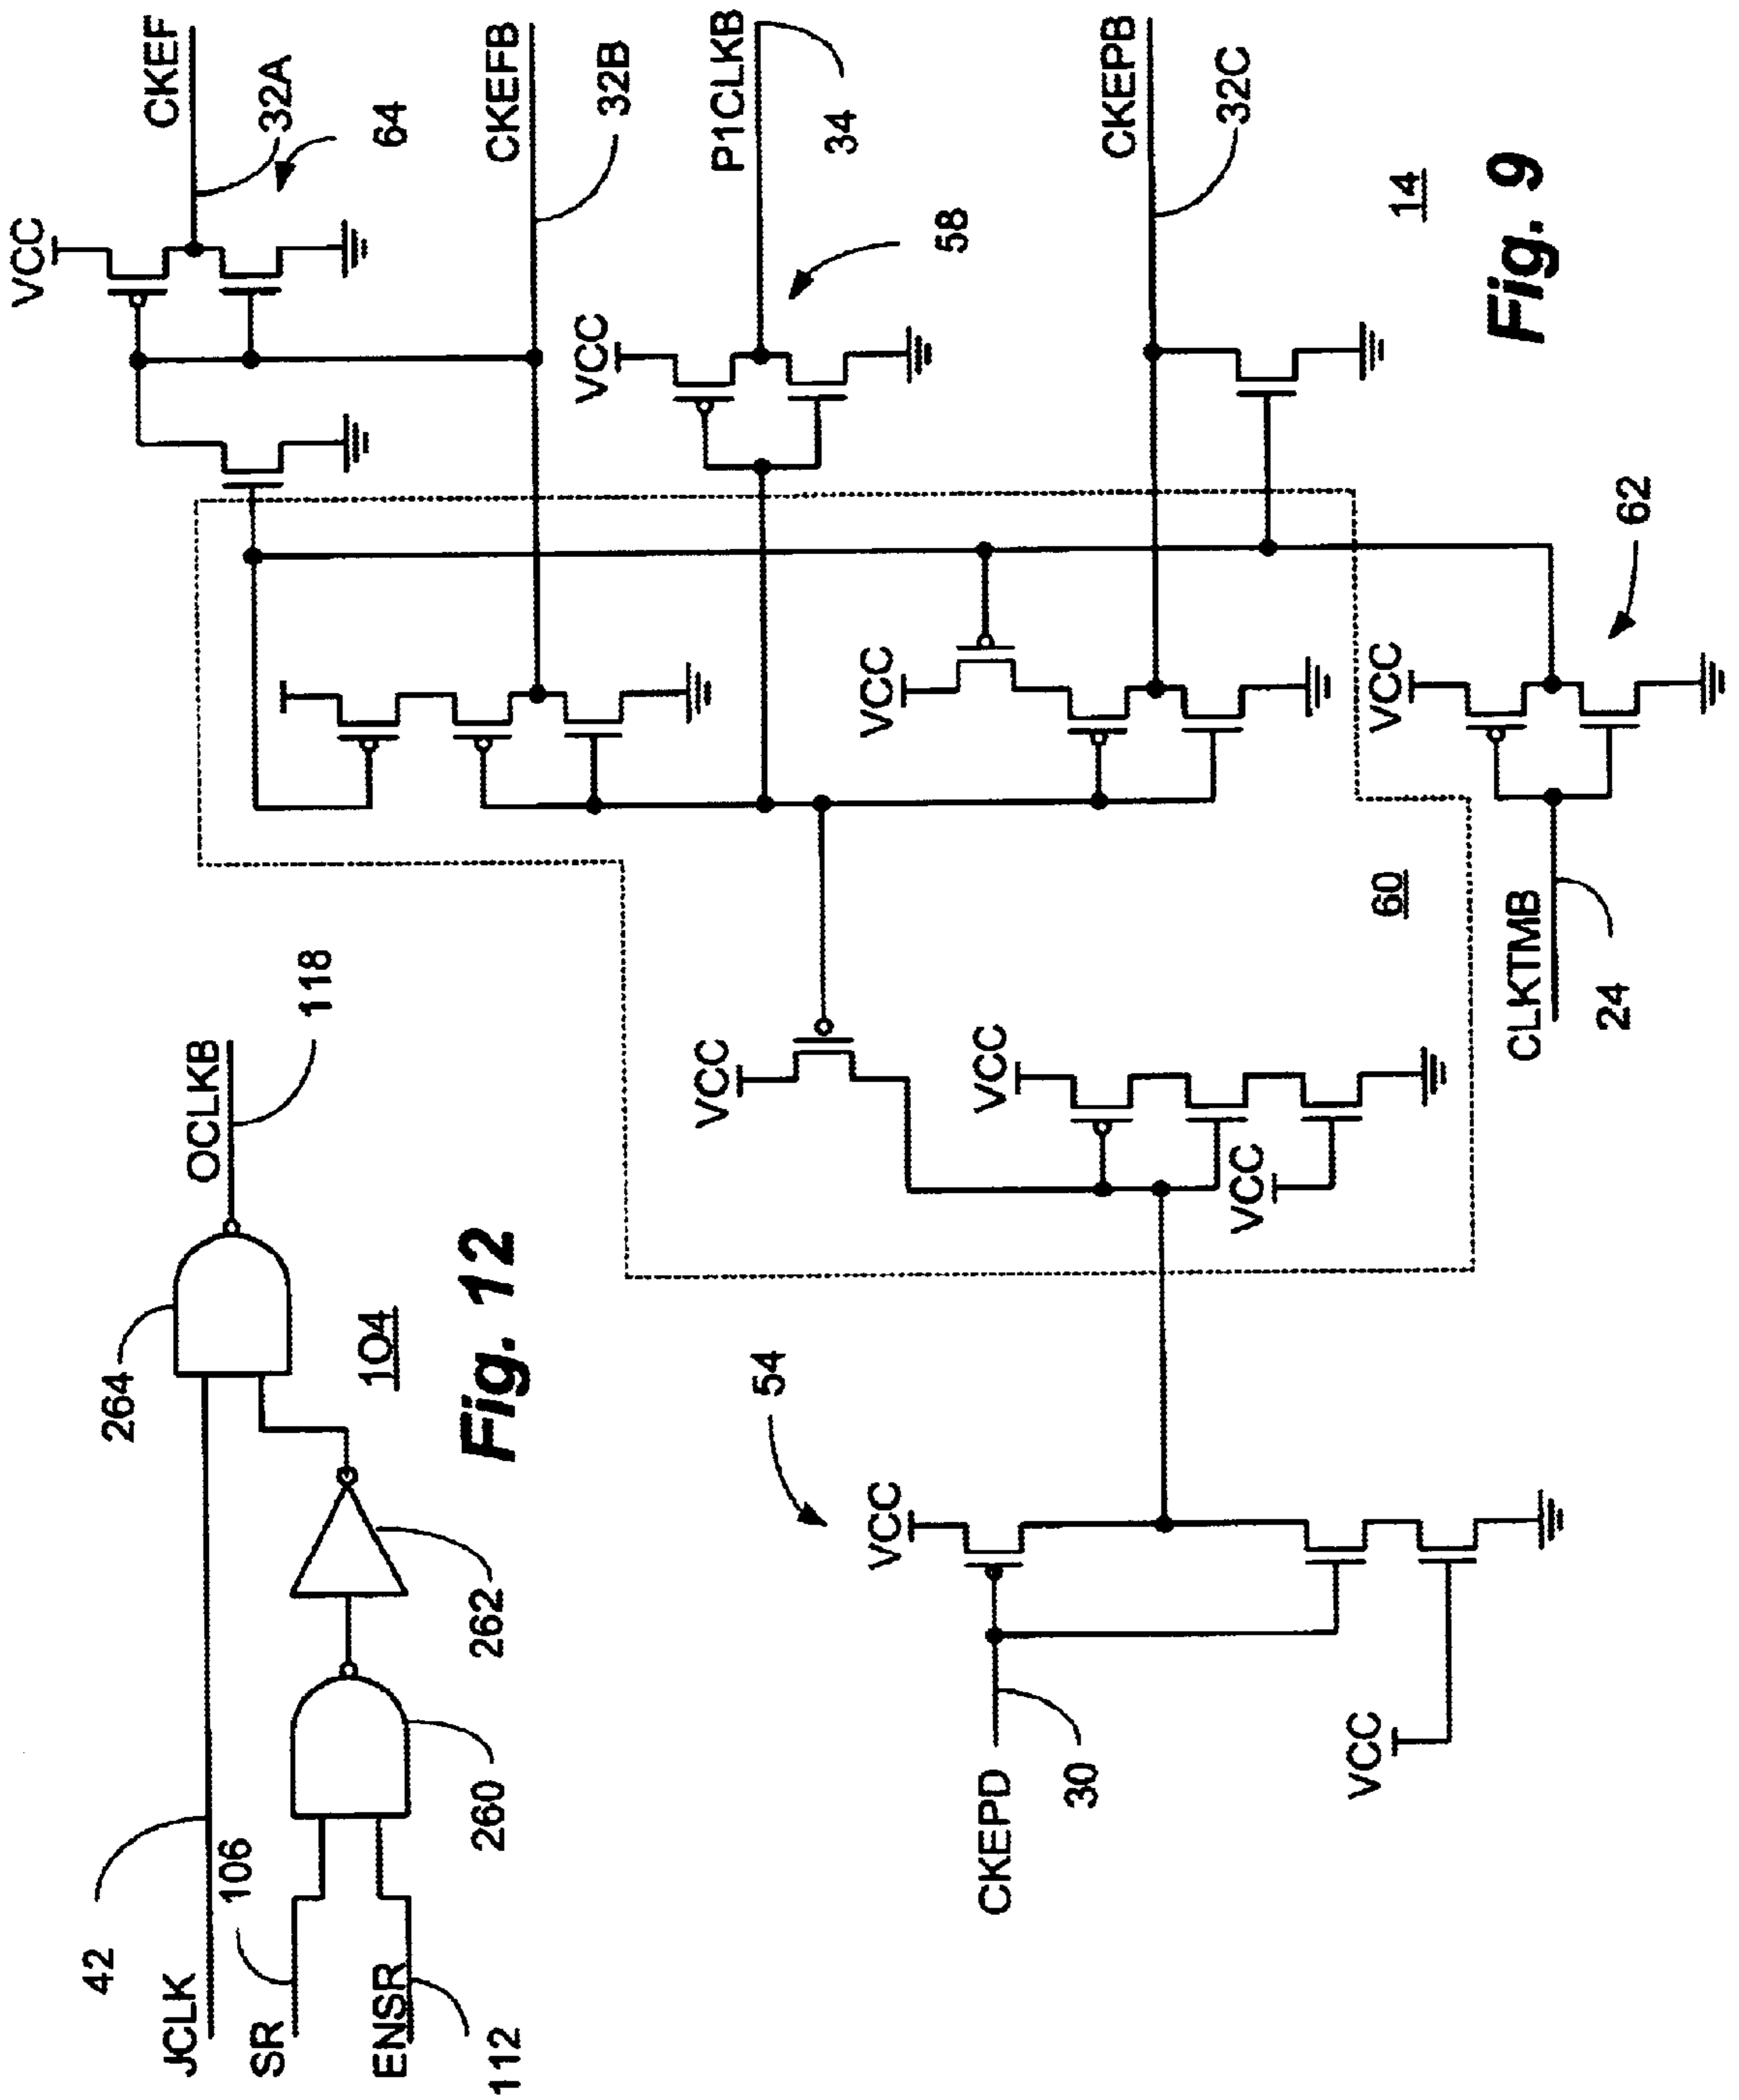 Fig. 12
104
JCLK
42
SR
106
ENSR
112
260
262
264
OCLKB
118
Fig. 9
14
CKEPD
30
VCC
54
VCC
VCC
VCC
VCC
60
CLKTMB
24
VCC
62
VCC
VCC
58
VCC
64
CKEF
32A
CKEFB
32B
P1CLKB
34
CKEPB
32C